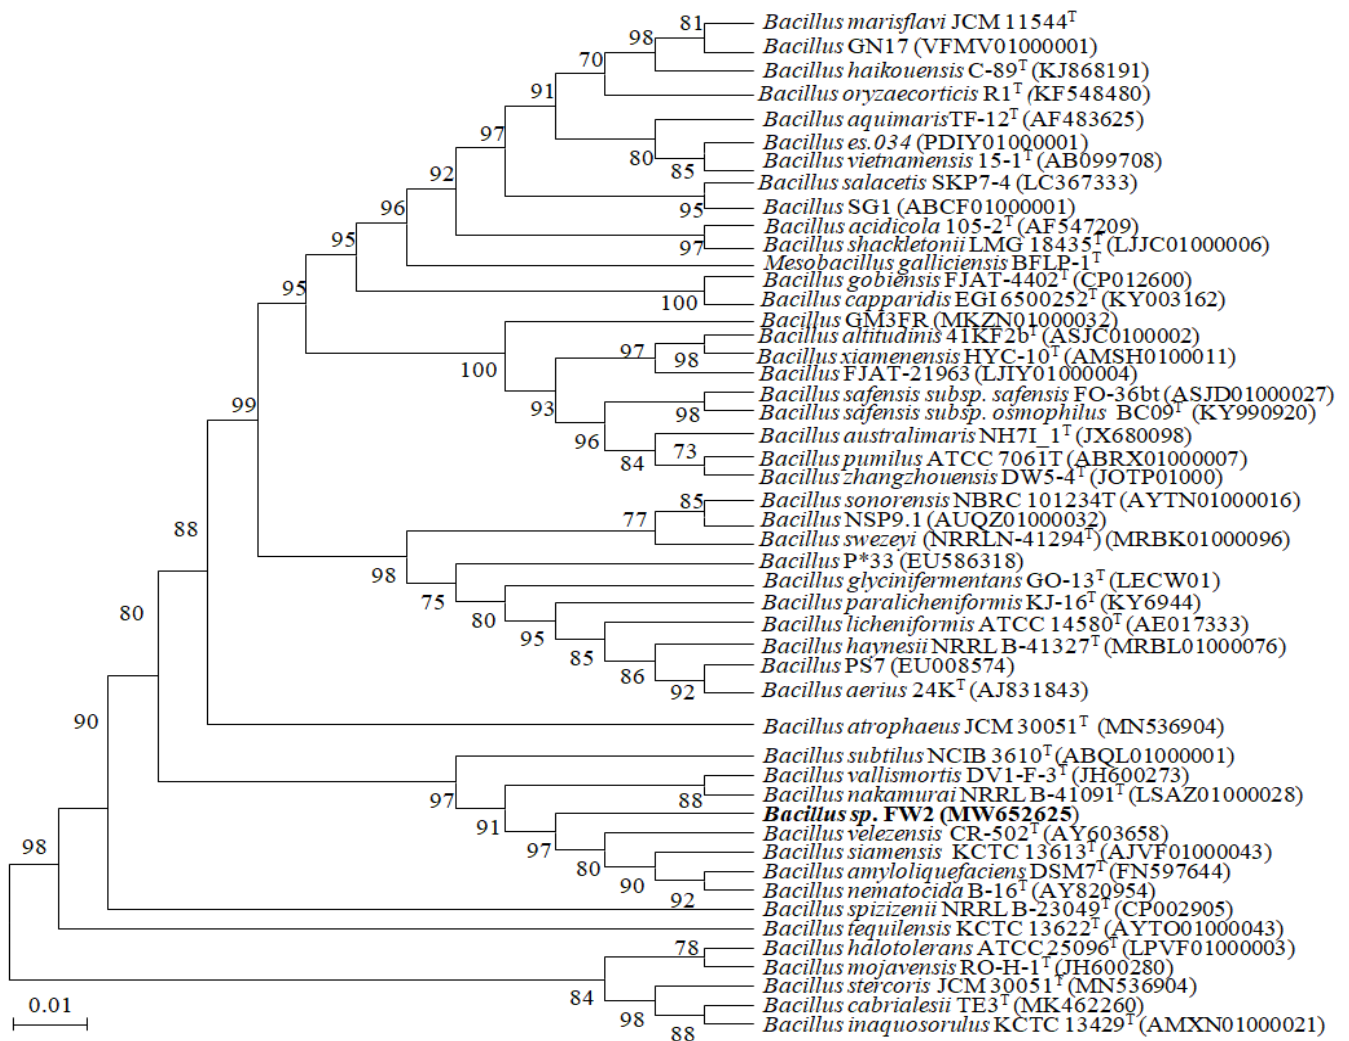 81
Bacillus marisflavi JCM 11544ᵀ
98
Bacillus GN17 (VFMV01000001)
70
Bacillus haikouensis C-89ᵀ (KJ868191)
91
Bacillus oryzaecorticis R1ᵀ (KF548480)
Bacillus aquimarisTF-12ᵀ (AF483625)
97
Bacillus es.034 (PDIY01000001)
80
Bacillus vietnamensis 15-1ᵀ (AB099708)
85
92
Bacillus salacetis SKP7-4 (LC367333)
96
95
Bacillus SG1 (ABCF01000001)
Bacillus acidicola 105-2ᵀ (AF547209)
95
97
Bacillus shackletonii LMG 18435ᵀ (LJJC01000006)
Mesobacillus galliciensis BFLP-1ᵀ
Bacillus gobiensis FJAT-4402ᵀ (CP012600)
95
100
Bacillus capparidis EGI 6500252ᵀ (KY003162)
Bacillus GM3FR (MKZN01000032)
Bacillus altitudinis 41KF2bᵀ (ASJC0100002)
97
98
Bacillus xiamenensis HYC-10ᵀ (AMSH0100011)
100
Bacillus FJAT-21963 (LJIY01000004)
Bacillus safensis subsp. safensis FO-36bt (ASJD01000027)
99
93
98
Bacillus safensis subsp. osmophilus BC09ᵀ (KY990920)
96
Bacillus australimaris NH7I_1ᵀ (JX680098)
73
84
Bacillus pumilus ATCC 7061T (ABRX01000007)
Bacillus zhangzhouensis DW5-4ᵀ (JOTP01000)
85
Bacillus sonorensis NBRC 101234T (AYTN01000016)
88
77
Bacillus NSP9.1 (AUQZ01000032)
Bacillus swezeyi (NRRLN-41294ᵀ) (MRBK01000096)
98
Bacillus P*33 (EU586318)
Bacillus glycinifermentans GO-13ᵀ (LECW01)
80
75
Bacillus paralicheniformis KJ-16ᵀ (KY6944)
80
Bacillus licheniformis ATCC 14580ᵀ (AE017333)
95
Bacillus haynesii NRRL B-41327ᵀ (MRBL01000076)
85
Bacillus PS7 (EU008574)
86
92
Bacillus aerius 24Kᵀ (AJ831843)
90
Bacillus atrophaeus JCM 30051ᵀ (MN536904)
Bacillus subtilus NCIB 3610ᵀ (ABQL01000001)
Bacillus vallismortis DV1-F-3ᵀ (JH600273)
97
88
Bacillus nakamurai NRRL B-41091ᵀ (LSAZ01000028)
Bacillus sp. FW2 (MW652625)
91
Bacillus velezensis CR-502ᵀ (AY603658)
98
97
Bacillus siamensis KCTC 13613ᵀ (AJVF01000043)
80
Bacillus amyloliquefaciens DSM7ᵀ (FN597644)
90
Bacillus nematocida B-16ᵀ (AY820954)
92
Bacillus spizizenii NRRL B-23049ᵀ (CP002905)
Bacillus tequilensis KCTC 13622ᵀ (AYTO01000043)
78
Bacillus halotolerans ATCC 25096ᵀ (LPVF01000003)
Bacillus mojavensis RO-H-1ᵀ (JH600280)
84
Bacillus stercoris JCM 30051ᵀ (MN536904)
0.01
98
Bacillus cabrialesii TE3ᵀ (MK462260)
88
Bacillus inaquosorulus KCTC 13429ᵀ (AMXN01000021)